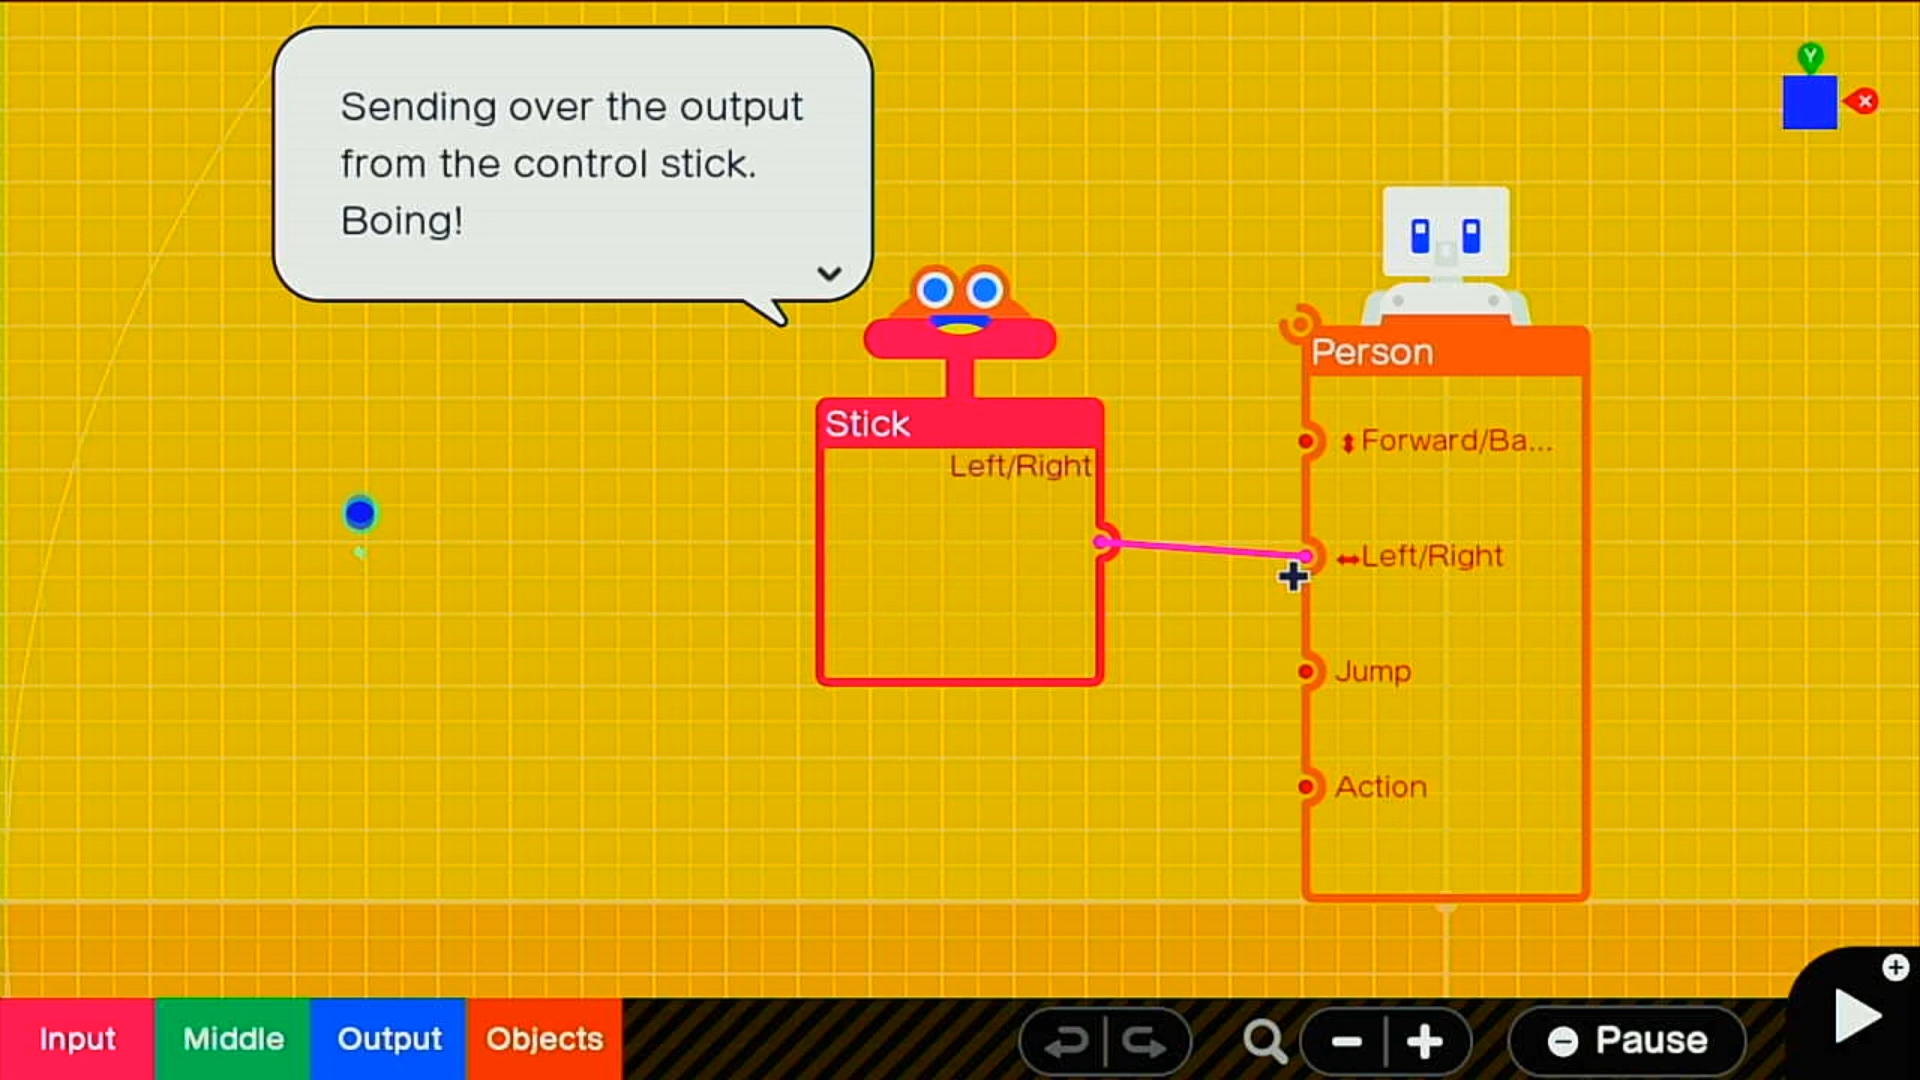 Sending over the output
from the control stick.
Boing!
Y
X
Person
Stick
Left/Right
Forward/Ba...
Left/Right
Jump
Action
Input
Middle
Output
Objects
Pause